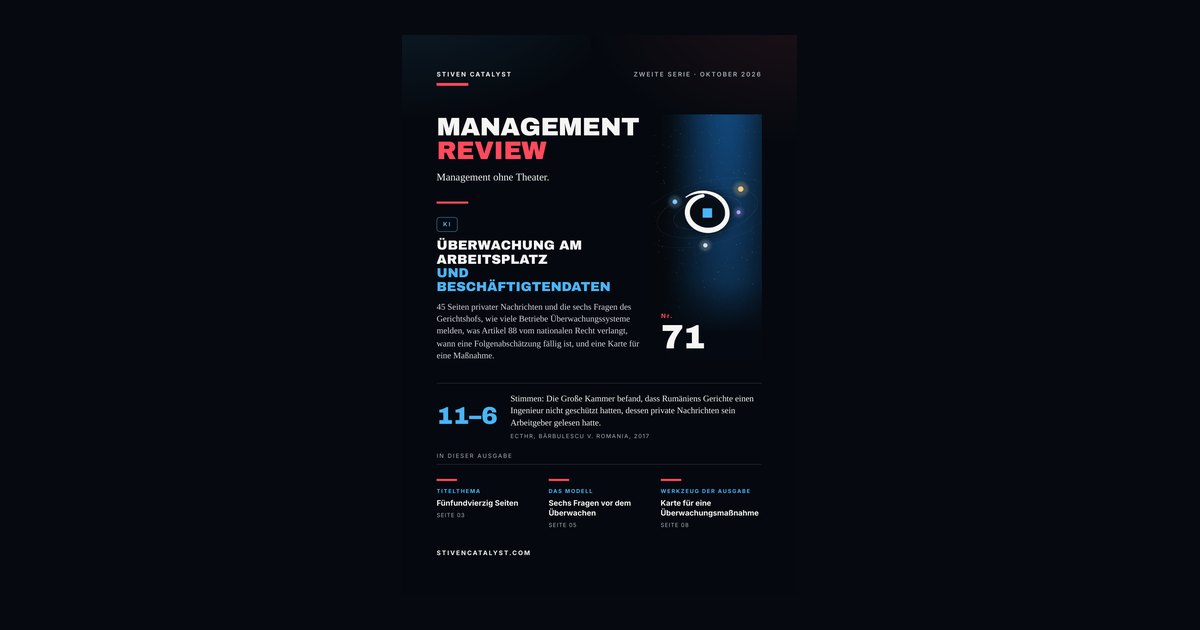 STIVEN CATALYST
ZWEITE SERIE · OKTOBER 2026
MANAGEMENT
REVIEW
Management ohne Theater.
KI
ÜBERWACHUNG AM
ARBEITSPLATZ
UND
BESCHÄFTIGTENDATEN
45 Seiten privater Nachrichten und die sechs Fragen des
Gerichtshofs, wie viele Betriebe Überwachungssysteme
melden, was Artikel 88 vom nationalen Recht verlangt,
wann eine Folgenabschätzung fällig ist, und eine Karte für
eine Maßnahme.
Nr.
71
11–6
Stimmen: Die Große Kammer befand, dass Rumäniens Gerichte einen
Ingenieur nicht geschützt hatten, dessen private Nachrichten sein
Arbeitgeber gelesen hatte.
ECTHR, BĂRBULESCU V. ROMANIA, 2017
IN DIESER AUSGABE
TITELTHEMA
Fünfundvierzig Seiten
SEITE 03
DAS MODELL
Sechs Fragen vor dem
Überwachen
SEITE 05
WERKZEUG DER AUSGABE
Karte für eine
Überwachungsmaßnahme
SEITE 08
STIVENCATALYST.COM